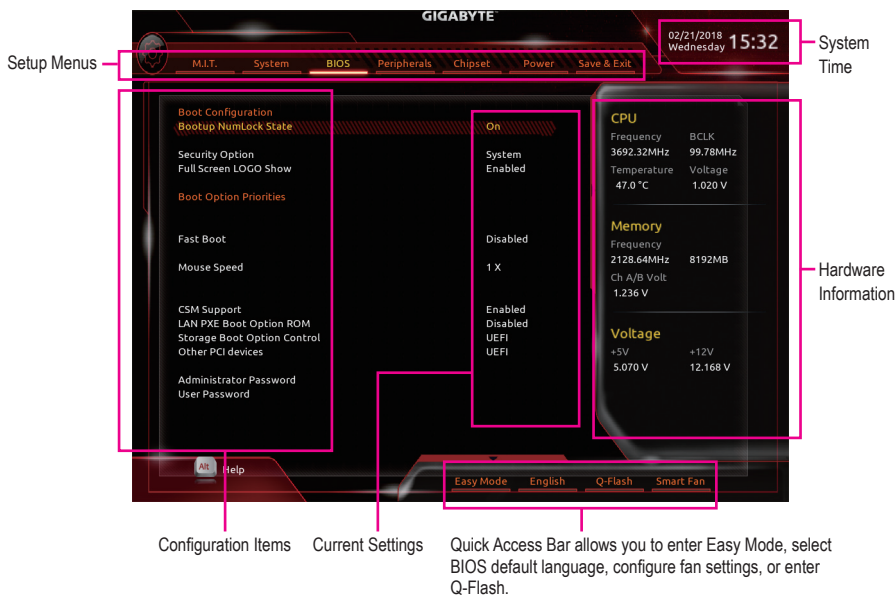 GIGABYTE™
02/21/2018
Wednesday
15:32
System
Time
Setup Menus
M.I.T. System BIOS Peripherals Chipset Power Save & Exit
Boot Configuration
Bootup NumLock State On
Security Option System
Full Screen LOGO Show Enabled
Boot Option Priorities
Fast Boot Disabled
Mouse Speed 1 X
CSM Support Enabled
LAN PXE Boot Option ROM Disabled
Storage Boot Option Control UEFI
Other PCI devices UEFI
Administrator Password
User Password
CPU
Frequency BCLK
3692.32MHz 99.78MHz
Temperature Voltage
47.0 °C 1.020 V
Memory
Frequency
2128.64MHz 8192MB
Ch A/B Volt
1.236 V
Voltage
+5V +12V
5.070 V 12.168 V
Hardware
Information
Alt Help
Easy Mode English Q-Flash Smart Fan
Configuration Items
Current Settings
Quick Access Bar allows you to enter Easy Mode, select
BIOS default language, configure fan settings, or enter
Q-Flash.